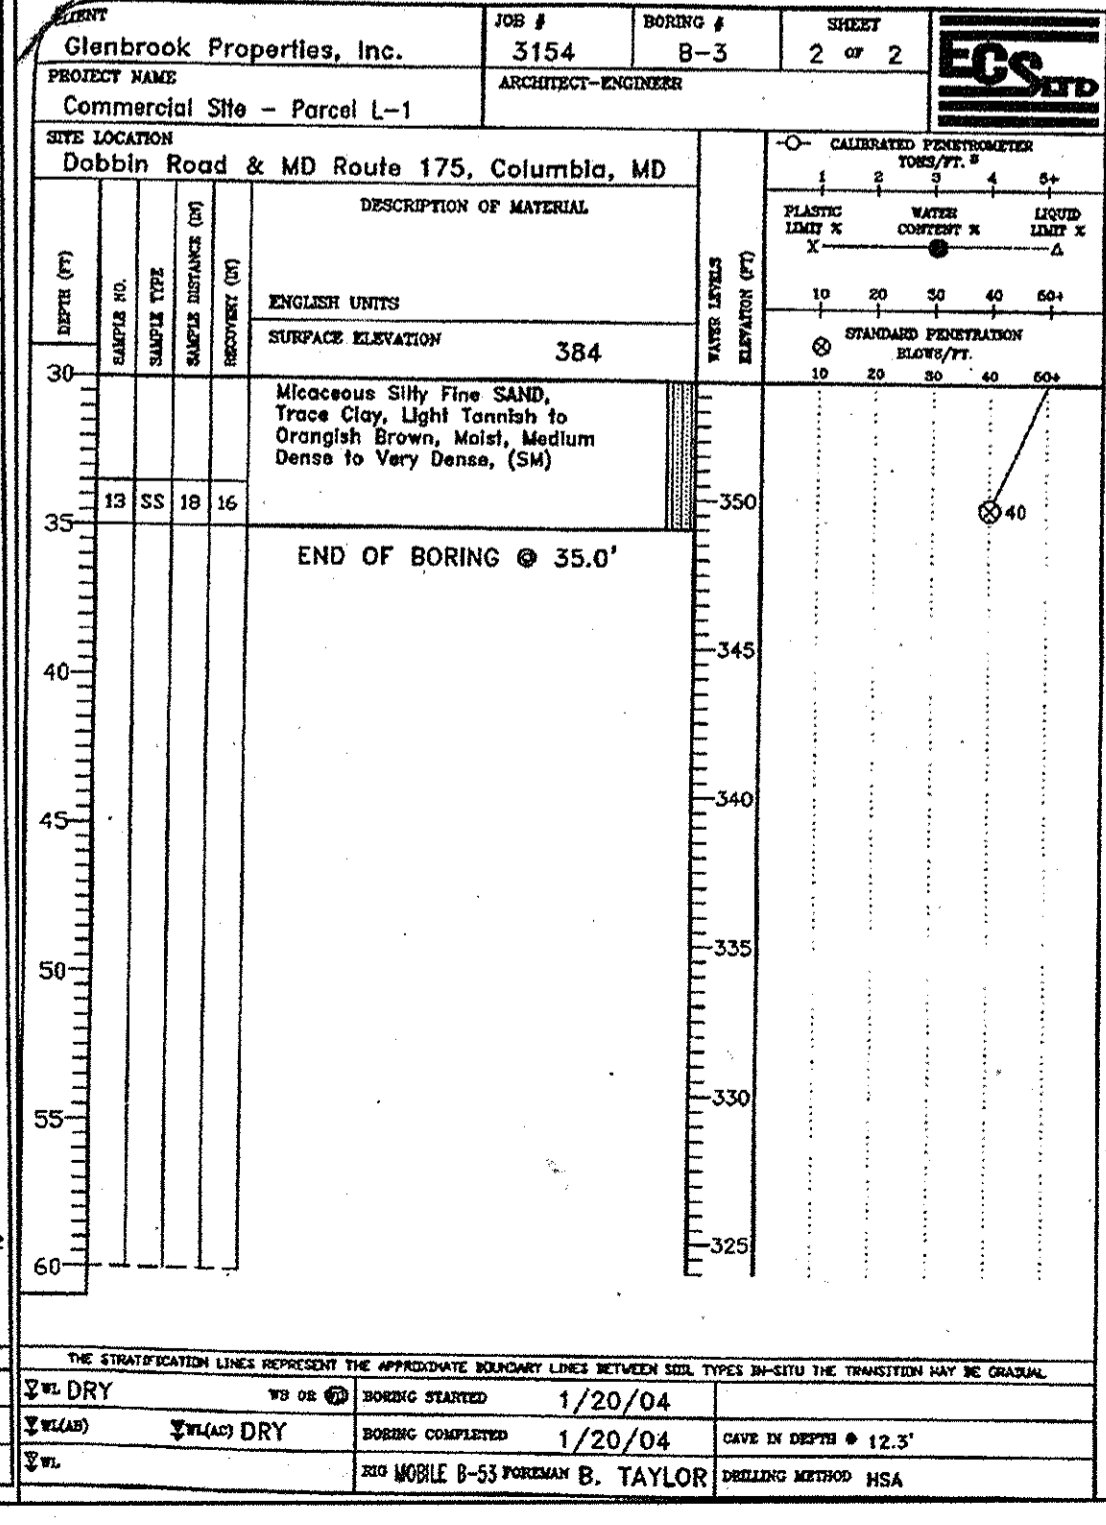 CLIENT
Glenbrook Properties, Inc.
JOB #
3154
BORING #
B-3
SHEET
2 OF 2
ECS LTD
PROJECT NAME
Commercial Site - Parcel L-1
ARCHITECT-ENGINEER
SITE LOCATION
Dobbin Road & MD Route 175, Columbia, MD
-O- CALIBRATED PENETROMETER
TONS/FT.²
1 2 3 4 5+
PLASTIC LIMIT %
WATER CONTENT %
LIQUID LIMIT %
X Δ
10 20 30 40 50+
⊗ STANDARD PENETRATION
BLOWS/FT.
10 20 30 40 50+
DEPTH (FT)
SAMPLE NO.
SAMPLE TYPE
SAMPLE DISTANCE (IN)
RECOVERY (IN)
DESCRIPTION OF MATERIAL
ENGLISH UNITS
SURFACE ELEVATION 384
WATER LEVELS
ELEVATION (FT)
30
Micaceous Silty Fine SAND,
Trace Clay, Light Tannish to
Orangish Brown, Moist, Medium
Dense to Very Dense, (SM)
13 SS 18 16
350
40
35
END OF BORING @ 35.0'
345
40
340
45
335
50
330
55
325
60
THE STRATIFICATION LINES REPRESENT THE APPROXIMATE BOUNDARY LINES BETWEEN SOIL TYPES IN-SITU THE TRANSITION MAY BE GRADUAL
WL DRY
WS OR WD
BORING STARTED 1/20/04
WL(AB)
WL(AC) DRY
BORING COMPLETED 1/20/04
CAVE IN DEPTH @ 12.3'
WL
RIG MOBILE B-53 FOREMAN B. TAYLOR
DRILLING METHOD HSA